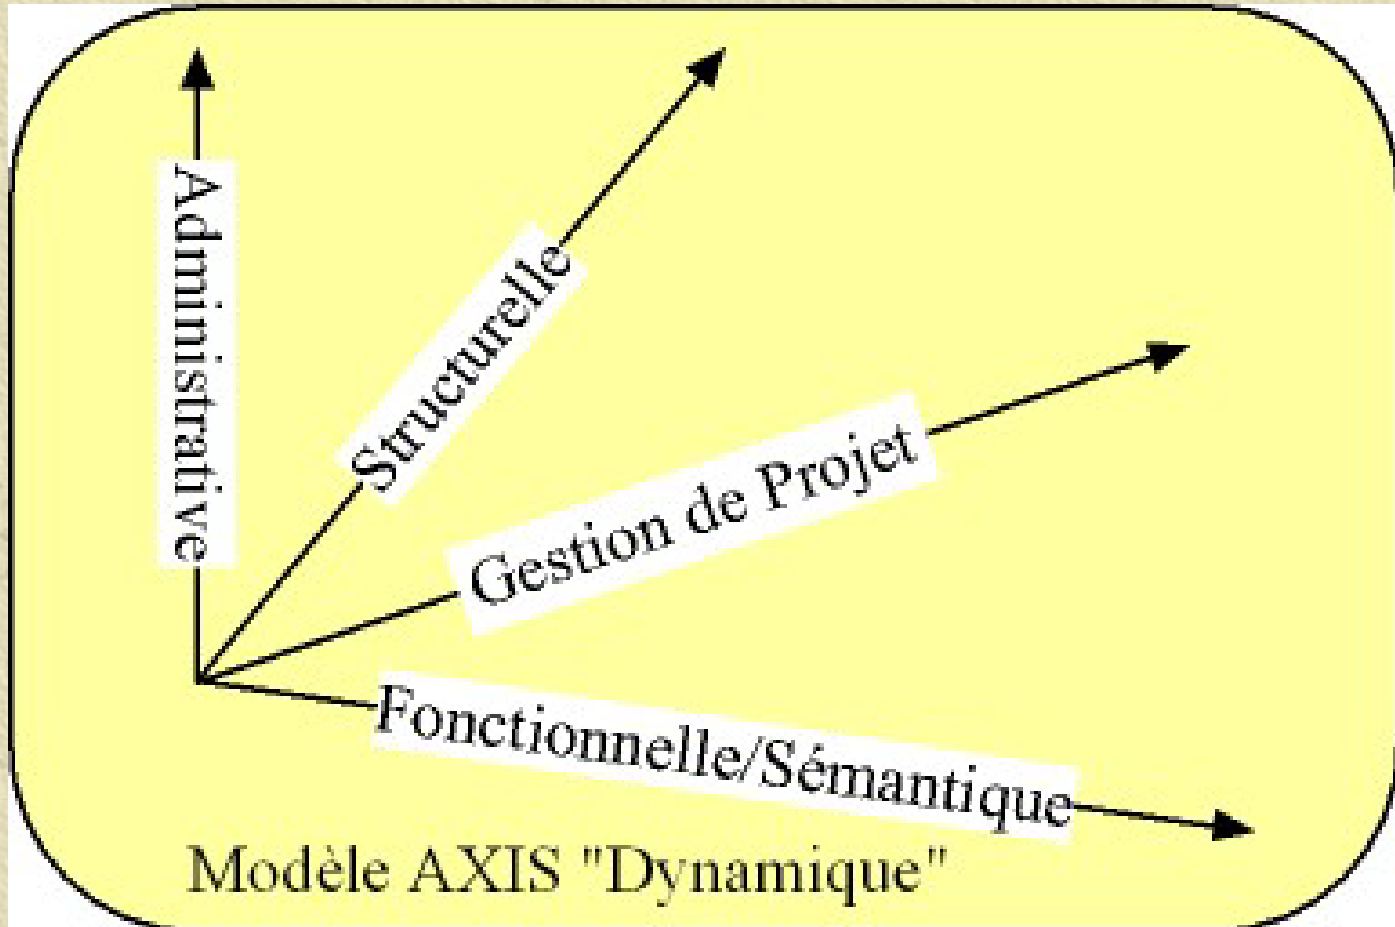 Administrative
Structurelle
Gestion de Projet
Fonctionnelle/Sémantique
Modèle AXIS "Dynamique"